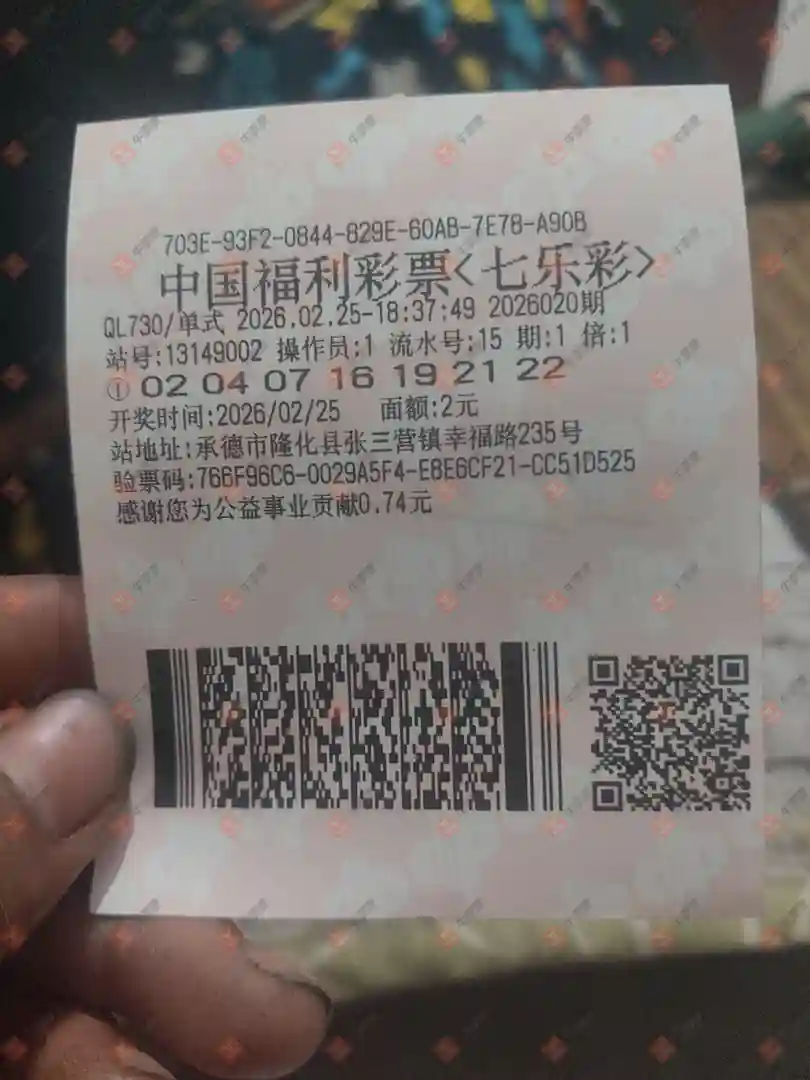 703E-93F2-0844-829E-60AB-7E78-A90B
中国福利彩票<七乐彩>
QL730/单式 2026.02.25-18:37:49 2026020期
站号:13149002 操作员:1 流水号:15 期:1 倍:1
① 02 04 07 16 19 21 22
开奖时间:2026/02/25 面额:2元
站地址:承德市隆化县张三营镇幸福路235号
验票码:766F96C6-0029A5F4-E8E6CF21-CC51D525
感谢您为公益事业贡献0.74元